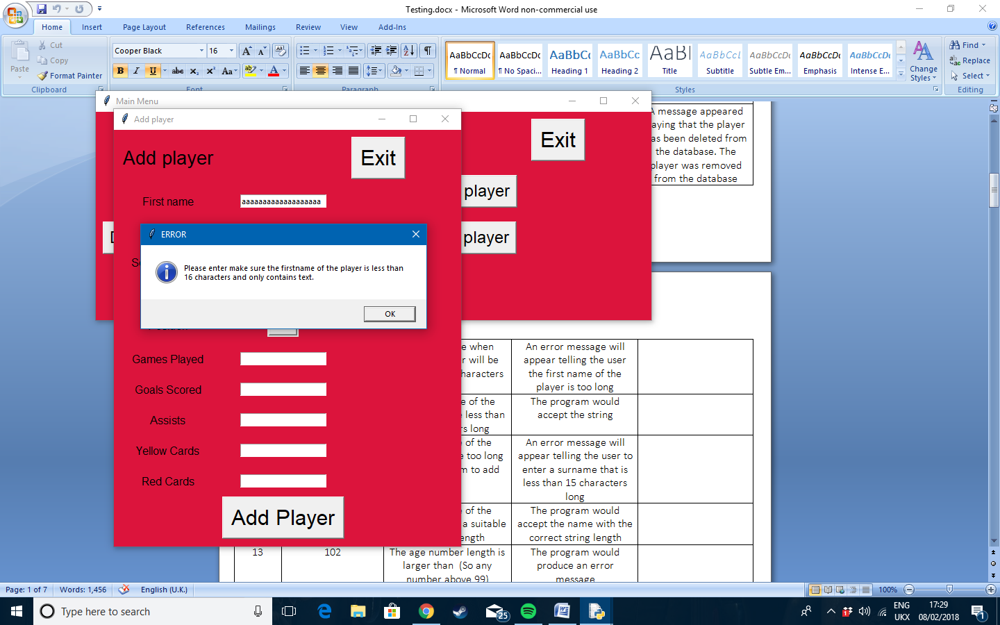 Testing.docx - Microsoft Word non-commercial use
Home Insert Page Layout References Mailings Review View Add-Ins
Paste
Cut
Copy
Format Painter
Clipboard
Cooper Black 16
Font
Paragraph
AaBbCcDc AaBbCcDc AaBbCc AaBbCc AaBl AaBbCcL AaBbCcDc AaBbCcDc AaBbCcDc
¶ Normal ¶ No Spaci... Heading 1 Heading 2 Title Subtitle Subtle Em... Emphasis Intense E...
Styles
Change
Styles
Find
Replace
Select
Editing
Main Menu
Exit
player
player
Add player
Add player
Exit
First name aaaaaaaaaaaaaaaaaaa
ERROR
Please enter make sure the firstname of the player is less than
16 characters and only contains text.
OK
Games Played
Goals Scored
Assists
Yellow Cards
Red Cards
Add Player
message appeared
aying that the player
as been deleted from
the database. The
player was removed
from the database
e when
r will be
haracters
An error message will
appear telling the user
the first name of the
player is too long
e of the
less than
rs long
The program would
accept the string
e of the
e too long
m to add
An error message will
appear telling the user to
enter a surname that is
less than 15 characters
long
of the
a suitable
ength
The program would
accept the name with the
correct string length
13 102
The age number length is
larger than (So any
number above 99)
The program would
produce an error
message
Page: 1 of 7 Words: 1,456 English (U.K.) 100%
Type here to search
25
ENG
UKX
17:29
08/02/2018
1